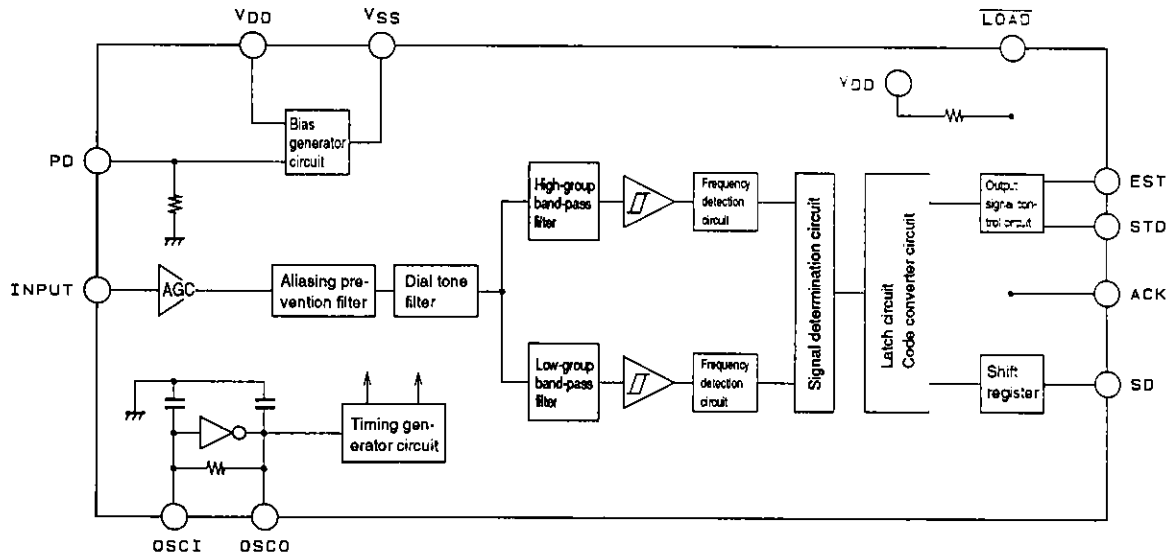 VDD
VSS
LOAD
VDD
Bias
generator
circuit
PD
High-group
band-pass
filter
Frequency
detection
circuit
Signal determination circuit
Latch circuit
Code converter circuit
Output
signal con-
trol circuit
EST
STD
INPUT
AGC
Aliasing pre-
vention filter
Dial tone
filter
ACK
Low-group
band-pass
filter
Frequency
detection
circuit
Shift
register
SD
Timing gen-
erator circuit
OSCI
OSCO